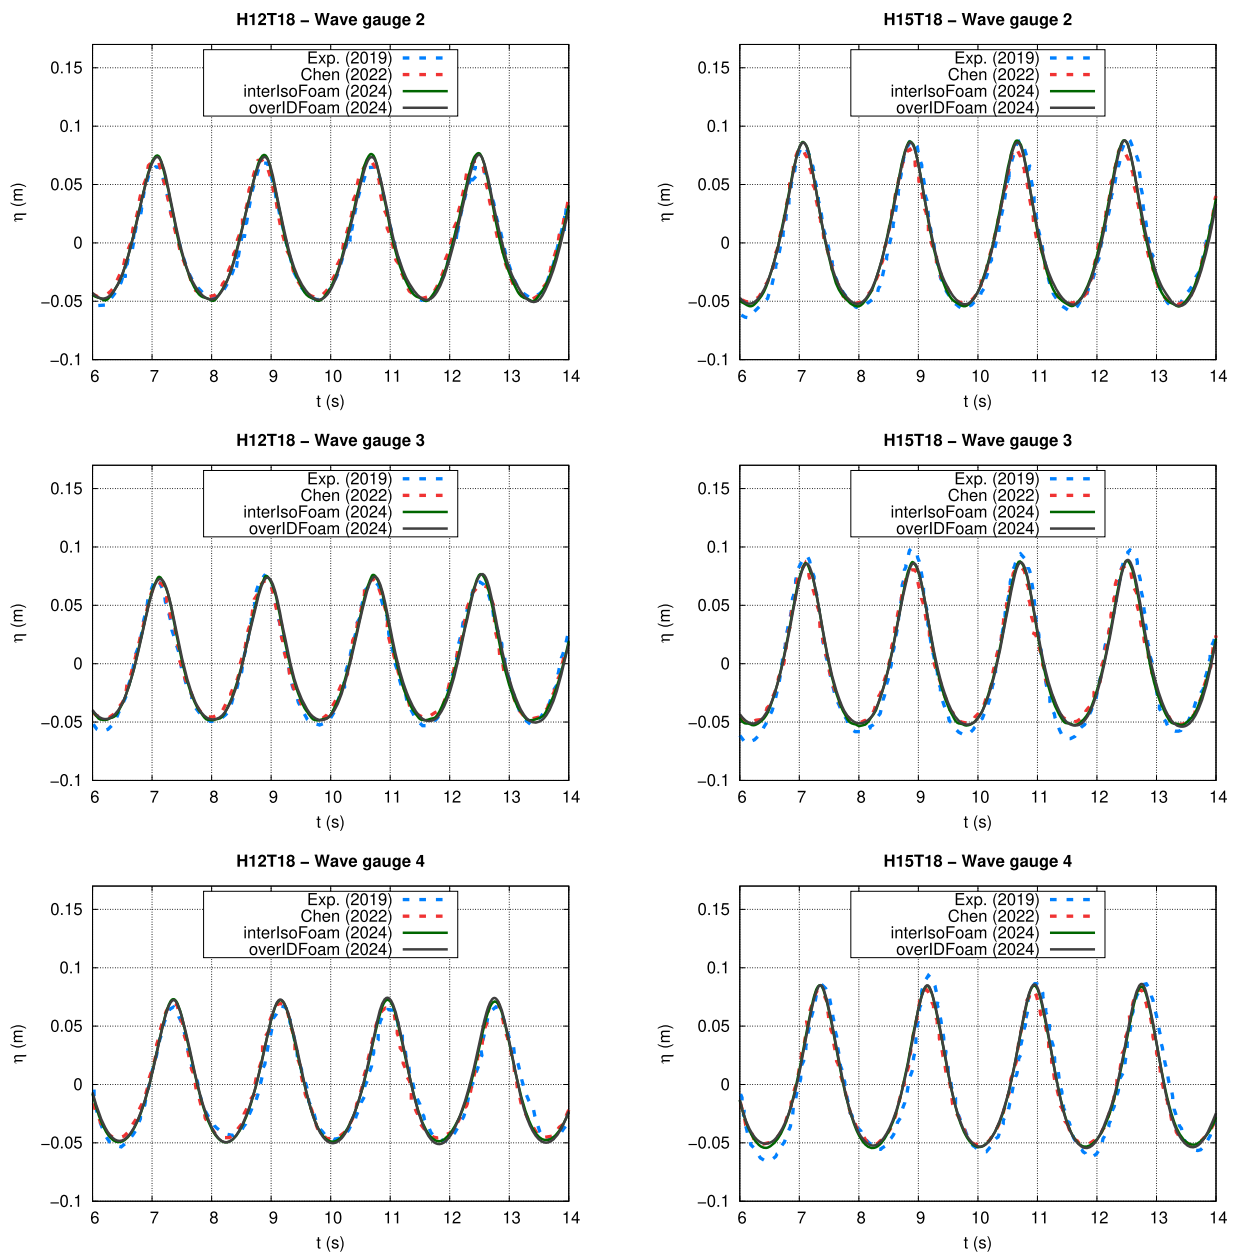 H12T18 – Wave gauge 2
Exp. (2019)
Chen (2022)
interIsoFoam (2024)
overIDFoam (2024)
0.15
0.1
0.05
0
−0.05
−0.1
η (m)
6 7 8 9 10 11 12 13 14
t (s)
H15T18 – Wave gauge 2
Exp. (2019)
Chen (2022)
interIsoFoam (2024)
overIDFoam (2024)
0.15
0.1
0.05
0
−0.05
−0.1
η (m)
6 7 8 9 10 11 12 13 14
t (s)
H12T18 – Wave gauge 3
Exp. (2019)
Chen (2022)
interIsoFoam (2024)
overIDFoam (2024)
0.15
0.1
0.05
0
−0.05
−0.1
η (m)
6 7 8 9 10 11 12 13 14
t (s)
H15T18 – Wave gauge 3
Exp. (2019)
Chen (2022)
interIsoFoam (2024)
overIDFoam (2024)
0.15
0.1
0.05
0
−0.05
−0.1
η (m)
6 7 8 9 10 11 12 13 14
t (s)
H12T18 – Wave gauge 4
Exp. (2019)
Chen (2022)
interIsoFoam (2024)
overIDFoam (2024)
0.15
0.1
0.05
0
−0.05
−0.1
η (m)
6 7 8 9 10 11 12 13 14
t (s)
H15T18 – Wave gauge 4
Exp. (2019)
Chen (2022)
interIsoFoam (2024)
overIDFoam (2024)
0.15
0.1
0.05
0
−0.05
−0.1
η (m)
6 7 8 9 10 11 12 13 14
t (s)